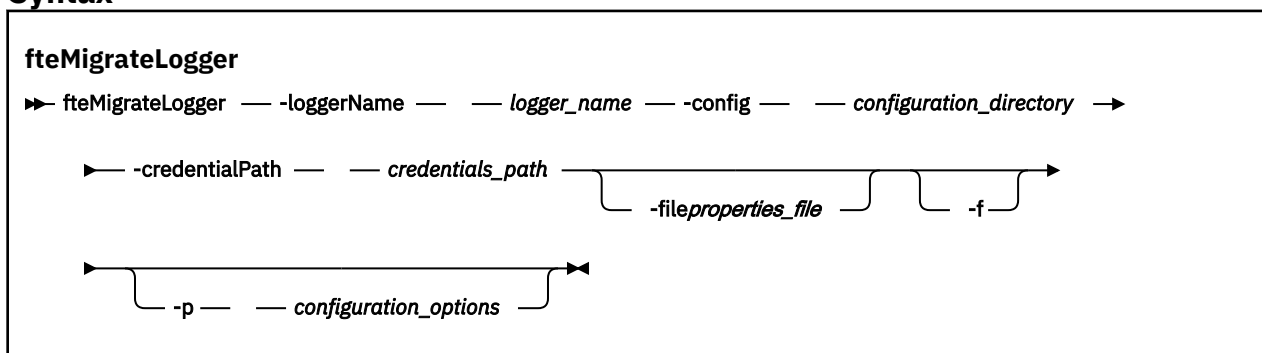 Syntax
fteMigrateLogger
fteMigrateLogger -loggerName logger_name -config configuration_directory
-credentialPath credentials_path
-fileproperties_file -f
-p configuration_options